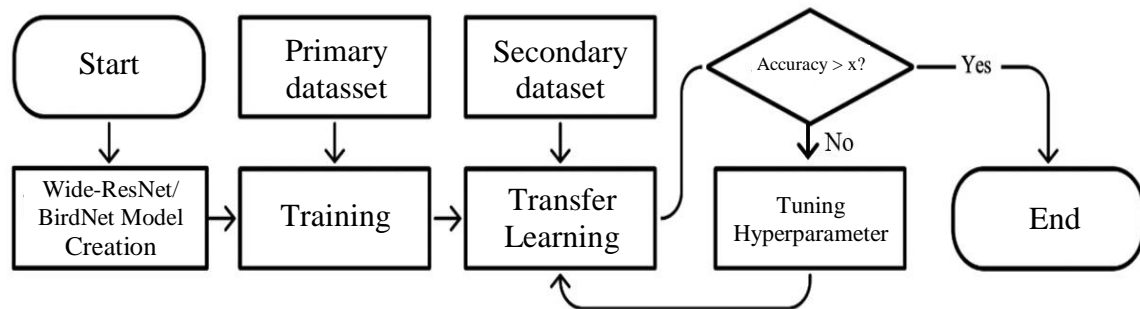 Start
Primary
datasset
Secondary
dataset
Accuracy > x?
Yes
No
Wide-ResNet/
BirdNet Model
Creation
Training
Transfer
Learning
Tuning
Hyperparameter
End